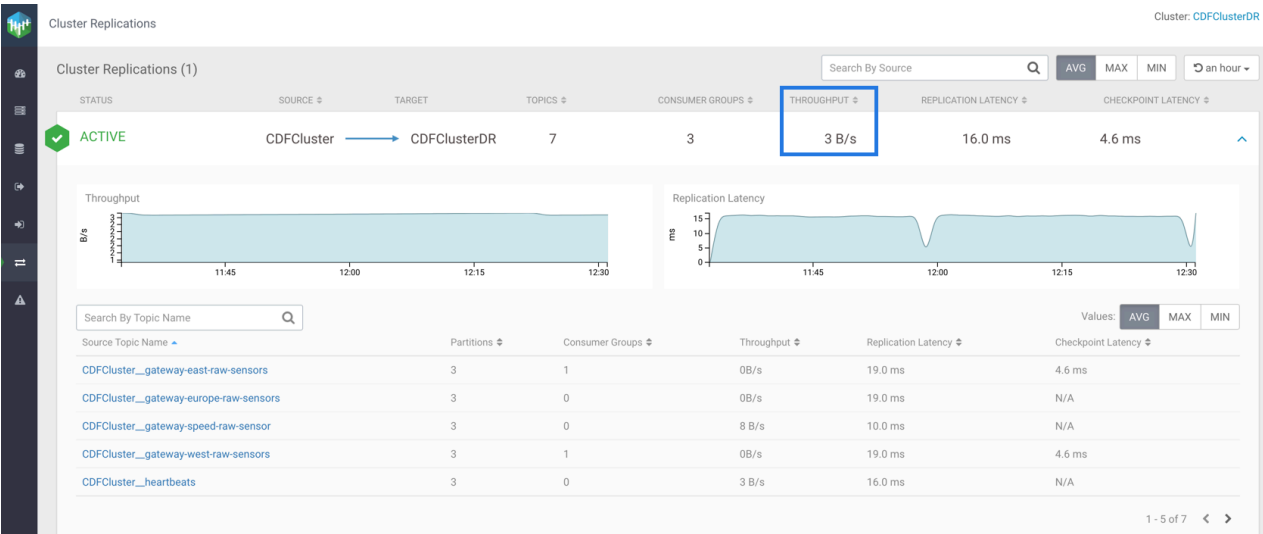 Cluster Replications
Cluster: CDFClusterDR
Cluster Replications (1)
Search By Source
AVG MAX MIN
an hour
STATUS SOURCE TARGET TOPICS CONSUMER GROUPS THROUGHPUT REPLICATION LATENCY CHECKPOINT LATENCY
ACTIVE CDFCluster CDFClusterDR 7 3 3 B/s 16.0 ms 4.6 ms
Throughput
B/s
11:45 12:00 12:15 12:30
Replication Latency
ms
15
10
5
0
11:45 12:00 12:15 12:30
Search By Topic Name
Values: AVG MAX MIN
Source Topic Name Partitions Consumer Groups Throughput Replication Latency Checkpoint Latency
CDFCluster__gateway-east-raw-sensors 3 1 0B/s 19.0 ms 4.6 ms
CDFCluster__gateway-europe-raw-sensors 3 0 0B/s 19.0 ms N/A
CDFCluster__gateway-speed-raw-sensor 3 0 8 B/s 10.0 ms N/A
CDFCluster__gateway-west-raw-sensors 3 1 0B/s 19.0 ms 4.6 ms
CDFCluster__heartbeats 3 0 3 B/s 16.0 ms N/A
1 - 5 of 7